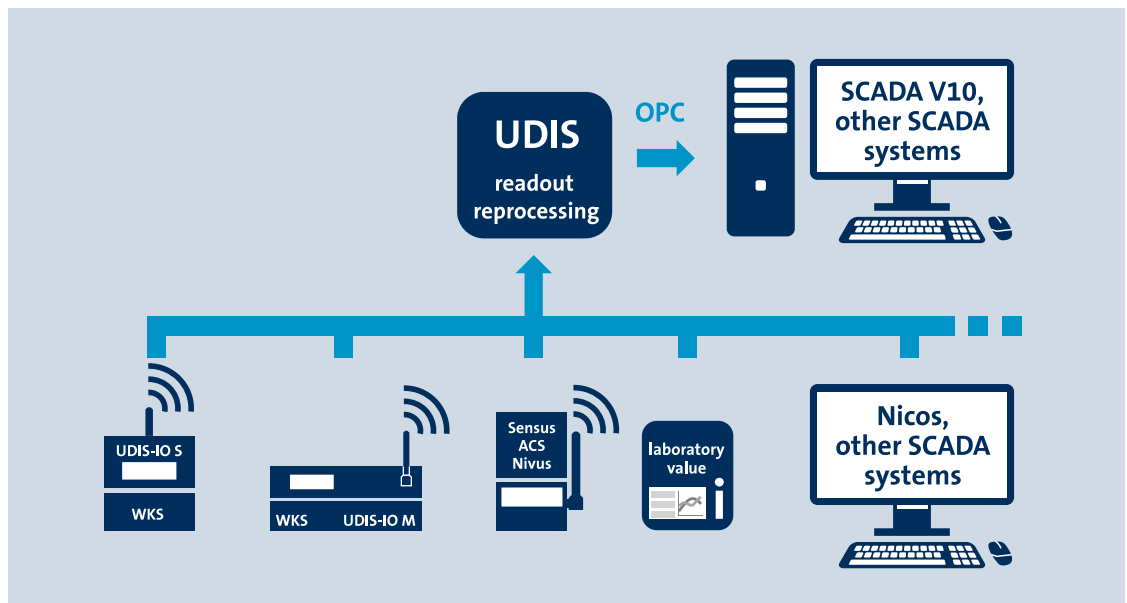 UDIS
readout
reprocessing
OPC
SCADA V10,
other SCADA
systems
UDIS-IO S
WKS
WKS UDIS-IO M
Sensus
ACS
Nivus
laboratory
value
i
Nicos,
other SCADA
systems